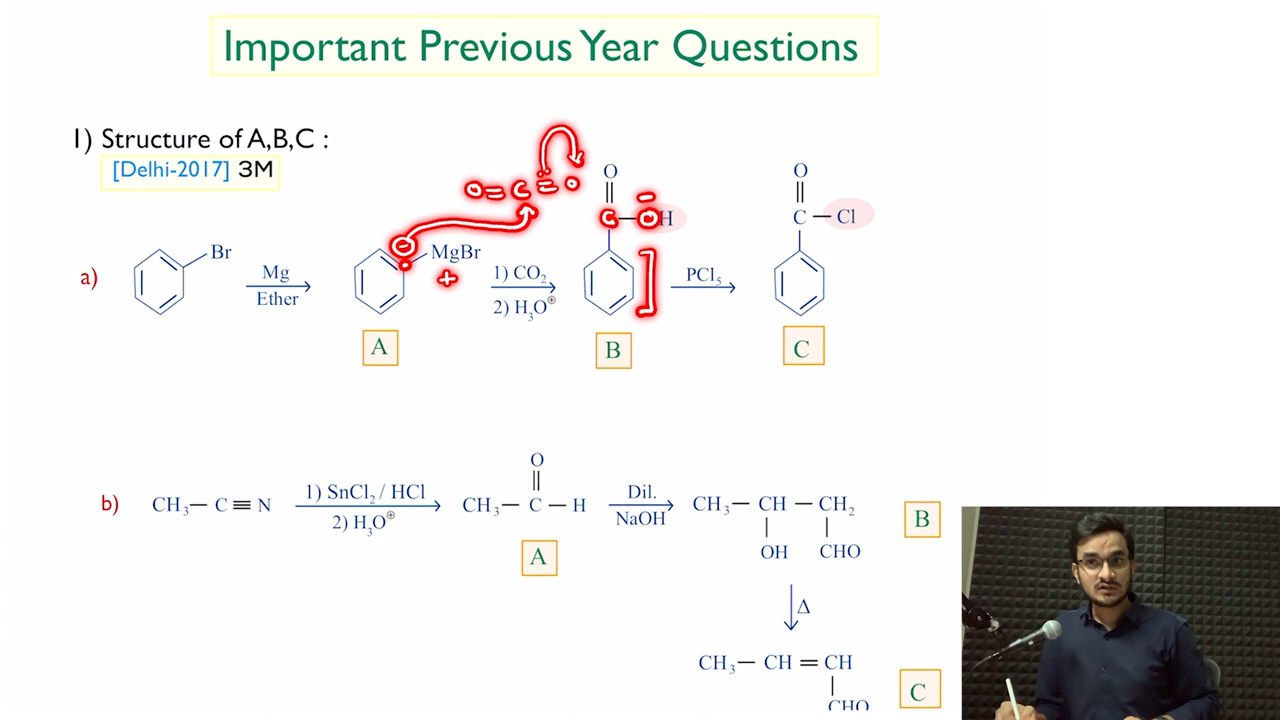 Important Previous Year Questions
1) Structure of A,B,C :
[Delhi-2017] 3M
a)
Br
Mg
Ether
MgBr
+
A
O = C = O
1) CO₂
2) H₃O⊕
O
||
C — OH
B
PCl₅
O
||
C — Cl
C
b) CH₃ — C ≡ N
1) SnCl₂ / HCl
2) H₃O⊕
O
||
CH₃ — C — H
A
Dil.
NaOH
CH₃ — CH — CH₂
OH CHO
B
Δ
CH₃ — CH = CH
CHO
C